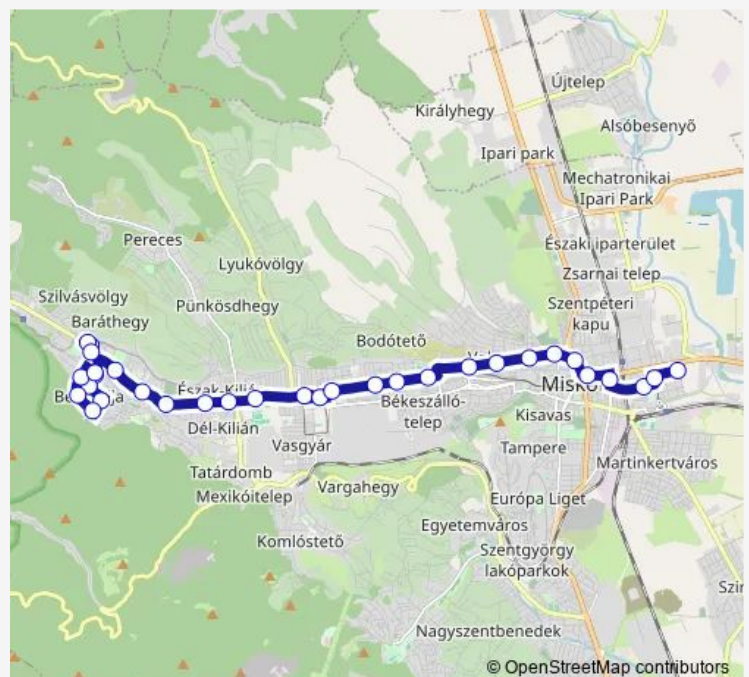 Újtelep
Királyhegy
Alsóbesenyő
Ipari park
Mechatronikai
Ipari Park
Pereces
Északi iparterület
Lyukóvölgy
Zsarnai telep
Szilvásvölgy
Pünkösdhegy
Szentpéteri
kapu
Baráthegy
Bodótető
Észak-Kilián
Békeszálló-
telep
Kisavas
Dél-Kilián
Vasgyár
Tampere
Martinkertváros
Tatárdomb
Mexikóitelep
Vargahegy
Európa Liget
Egyetemváros
Komlóstető
Szentgyörgy
lakóparkok
Nagyszentbenedek
© OpenStreetMap contributors